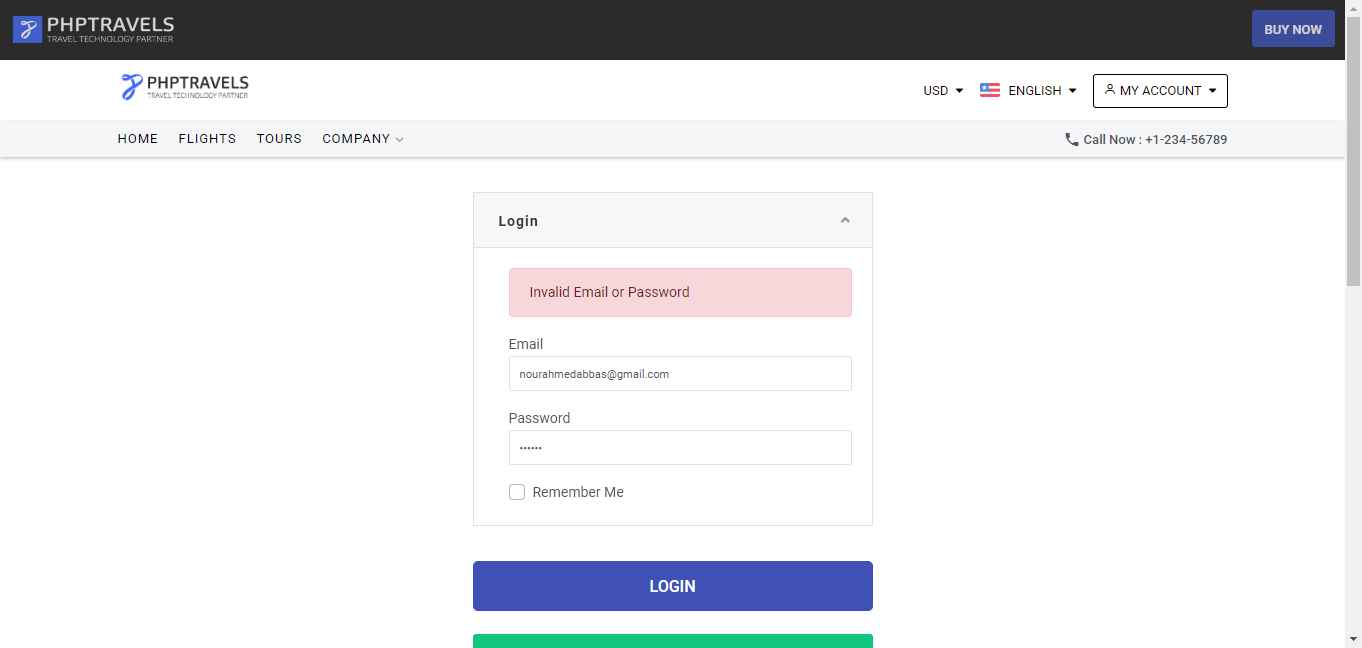 PHPTRAVELS
TRAVEL TECHNOLOGY PARTNER
BUY NOW
PHPTRAVELS
TRAVEL TECHNOLOGY PARTNER
USD ENGLISH MY ACCOUNT
HOME FLIGHTS TOURS COMPANY Call Now : +1-234-56789
Login
Invalid Email or Password
Email
nourahmedabbas@gmail.com
Password
••••••
Remember Me
LOGIN